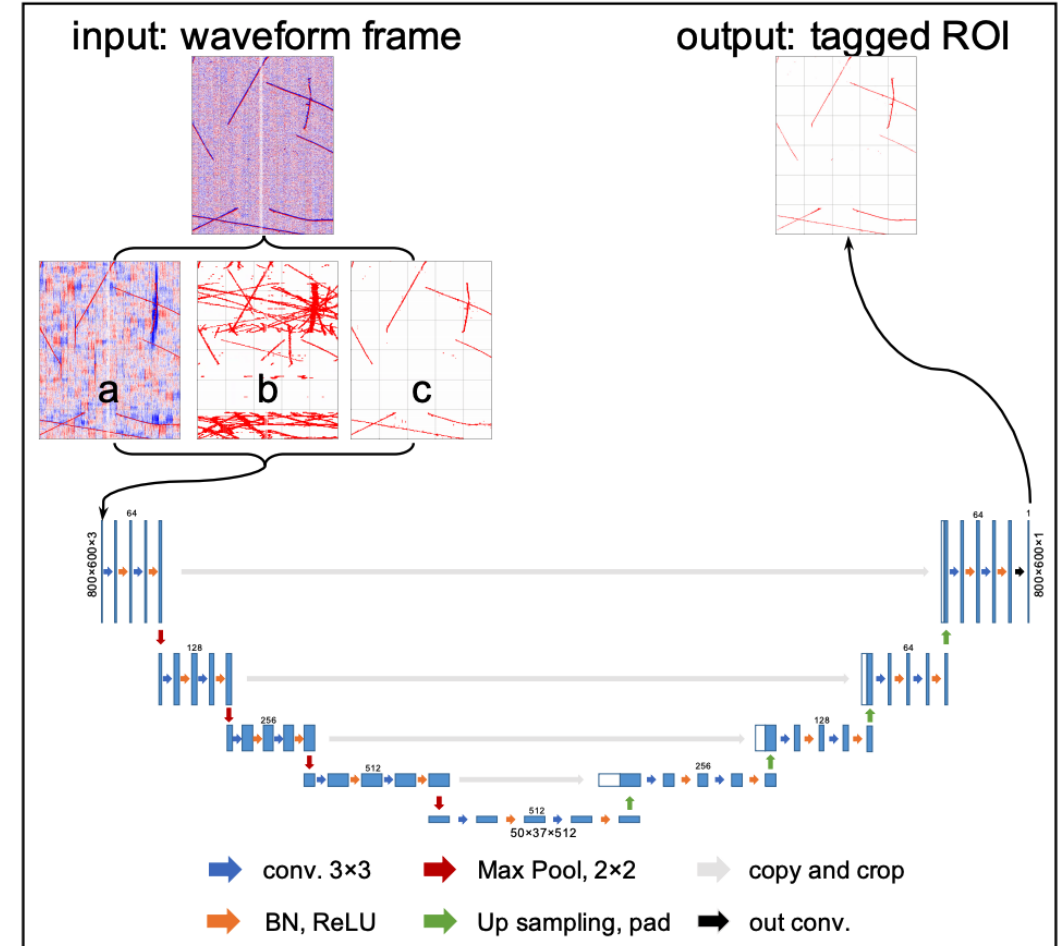 input: waveform frame
output: tagged ROI
a
b
c
64
800×600×3
64
1
800×600×1
128
64
256
128
512
256
512
50×37×512
conv. 3×3
Max Pool, 2×2
copy and crop
BN, ReLU
Up sampling, pad
out conv.